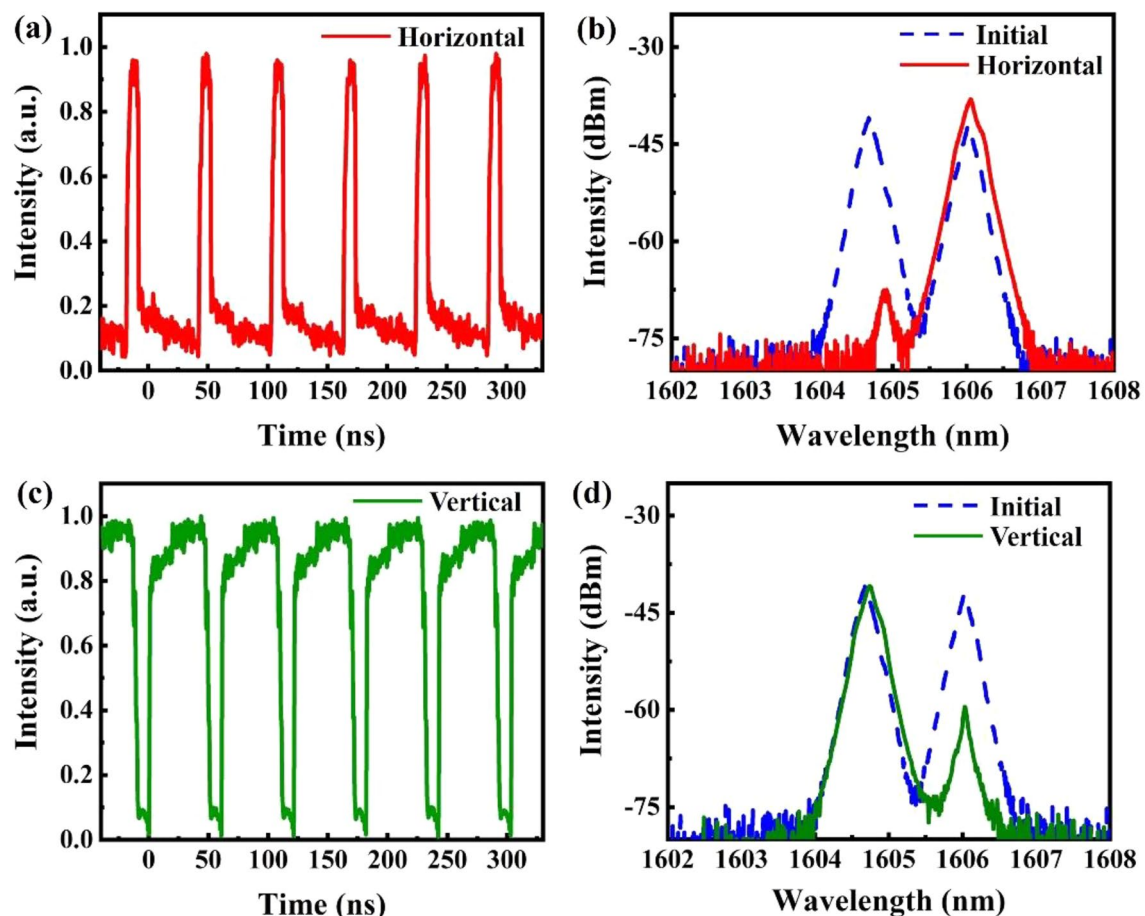 (a)
Horizontal
1.0
0.8
0.6
0.4
0.2
0.0
Intensity (a.u.)
0 50 100 150 200 250 300
Time (ns)
(b)
Initial
Horizontal
-30
-45
-60
-75
Intensity (dBm)
1602 1603 1604 1605 1606 1607 1608
Wavelength (nm)
(c)
Vertical
1.0
0.8
0.6
0.4
0.2
0.0
Intensity (a.u.)
0 50 100 150 200 250 300
Time (ns)
(d)
Initial
Vertical
-30
-45
-60
-75
Intensity (dBm)
1602 1603 1604 1605 1606 1607 1608
Wavelength (nm)